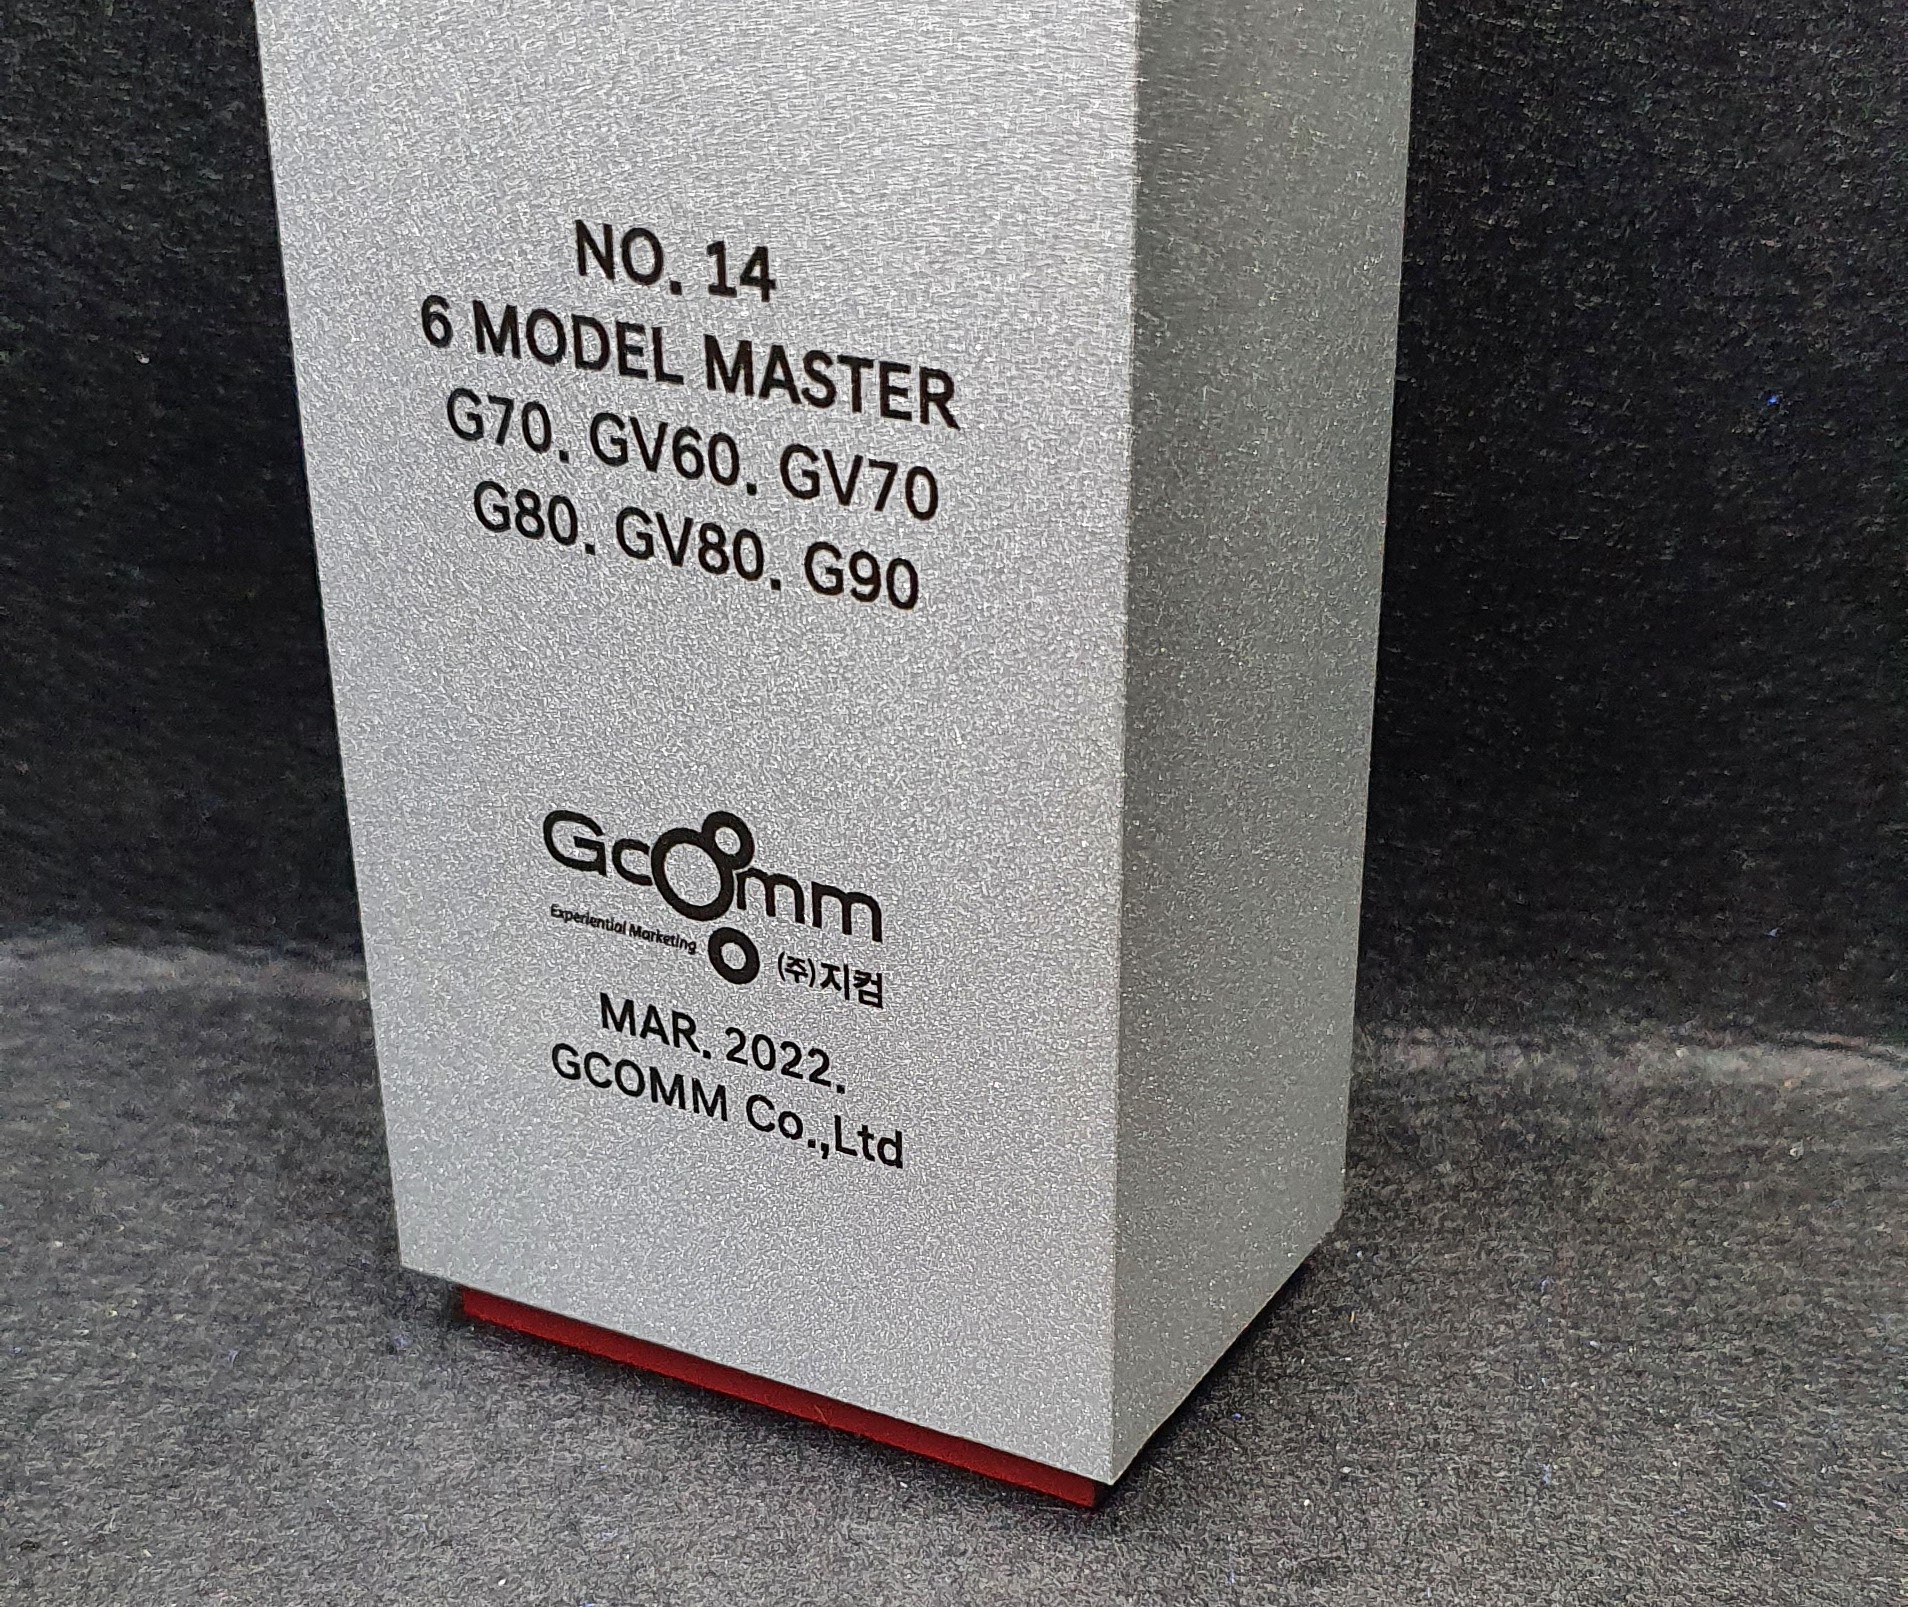 NO. 14
6 MODEL MASTER
G70. GV60. GV70
G80. GV80. G90
Gcomm
Experiential Marketing
(주)지컴
MAR. 2022.
GCOMM Co.,Ltd